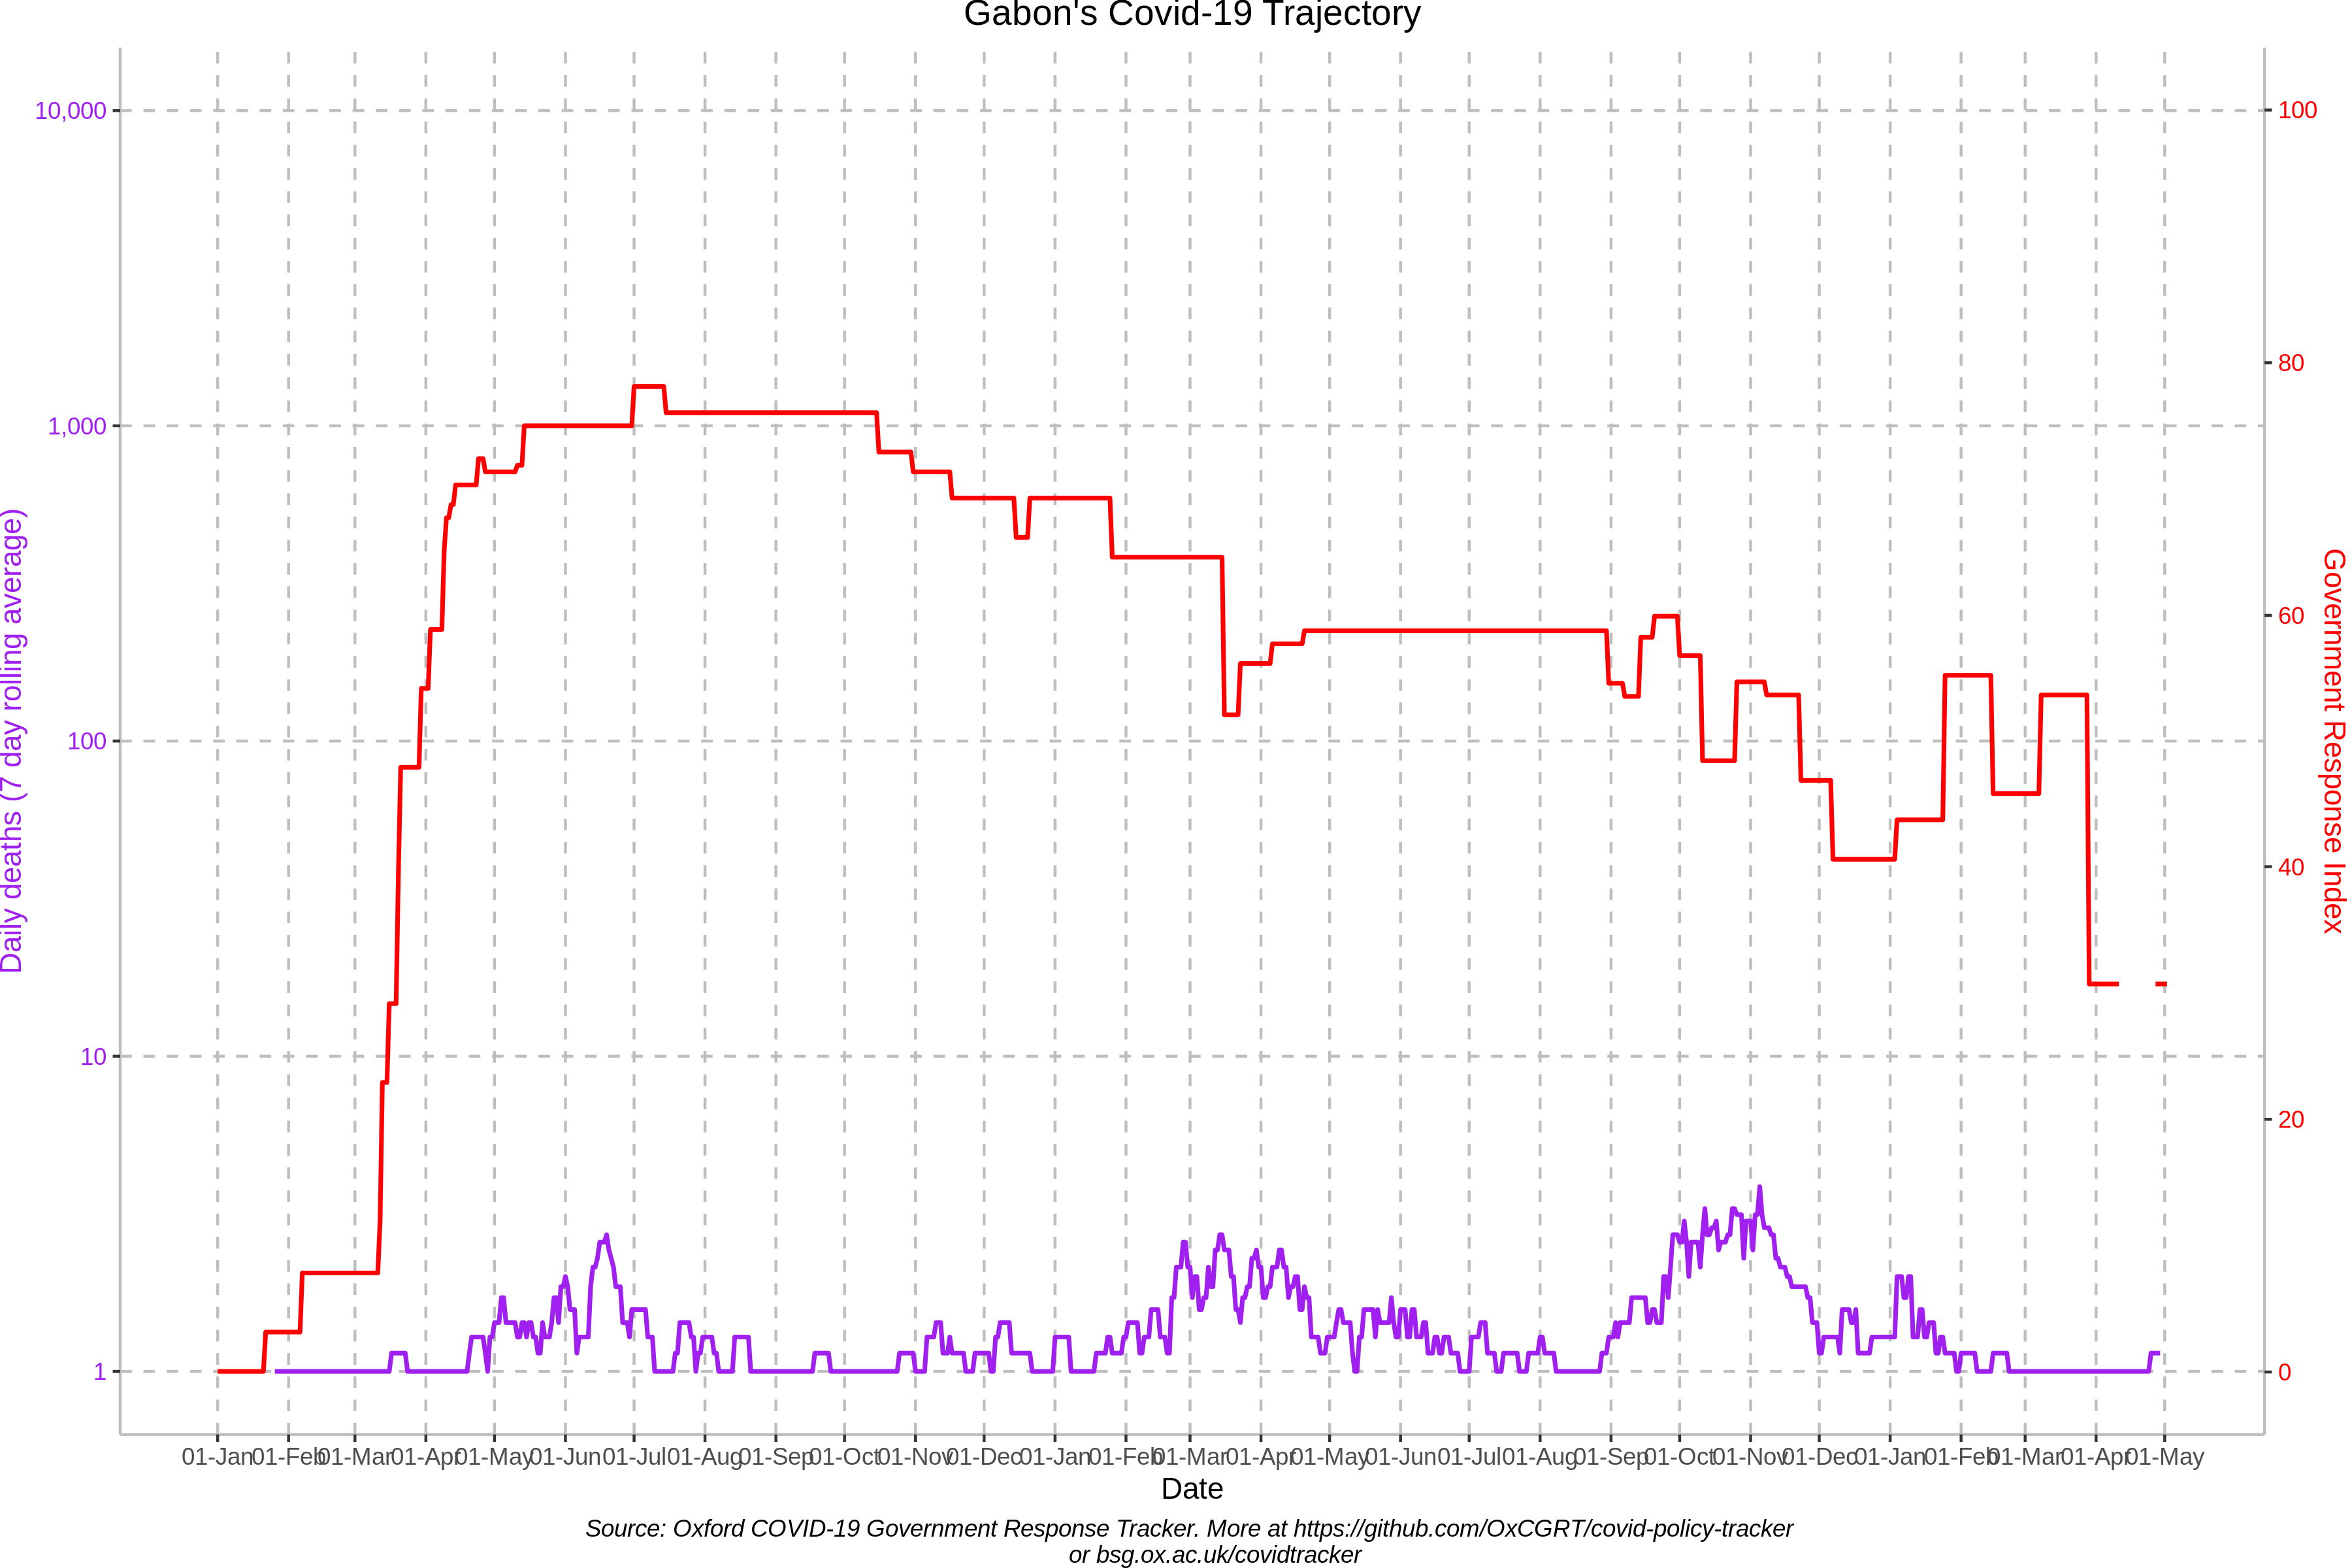 Gabon's Covid-19 Trajectory
10,000
1,000
100
10
1
Daily deaths (7 day rolling average)
100
80
60
40
20
0
Government Response Index
01-Jan 01-Feb 01-Mar 01-Apr 01-May 01-Jun 01-Jul 01-Aug 01-Sep 01-Oct 01-Nov 01-Dec 01-Jan 01-Feb 01-Mar 01-Apr 01-May 01-Jun 01-Jul 01-Aug 01-Sep 01-Oct 01-Nov 01-Dec 01-Jan 01-Feb 01-Mar 01-Apr 01-May
Date
Source: Oxford COVID-19 Government Response Tracker. More at https://github.com/OxCGRT/covid-policy-tracker
or bsg.ox.ac.uk/covidtracker